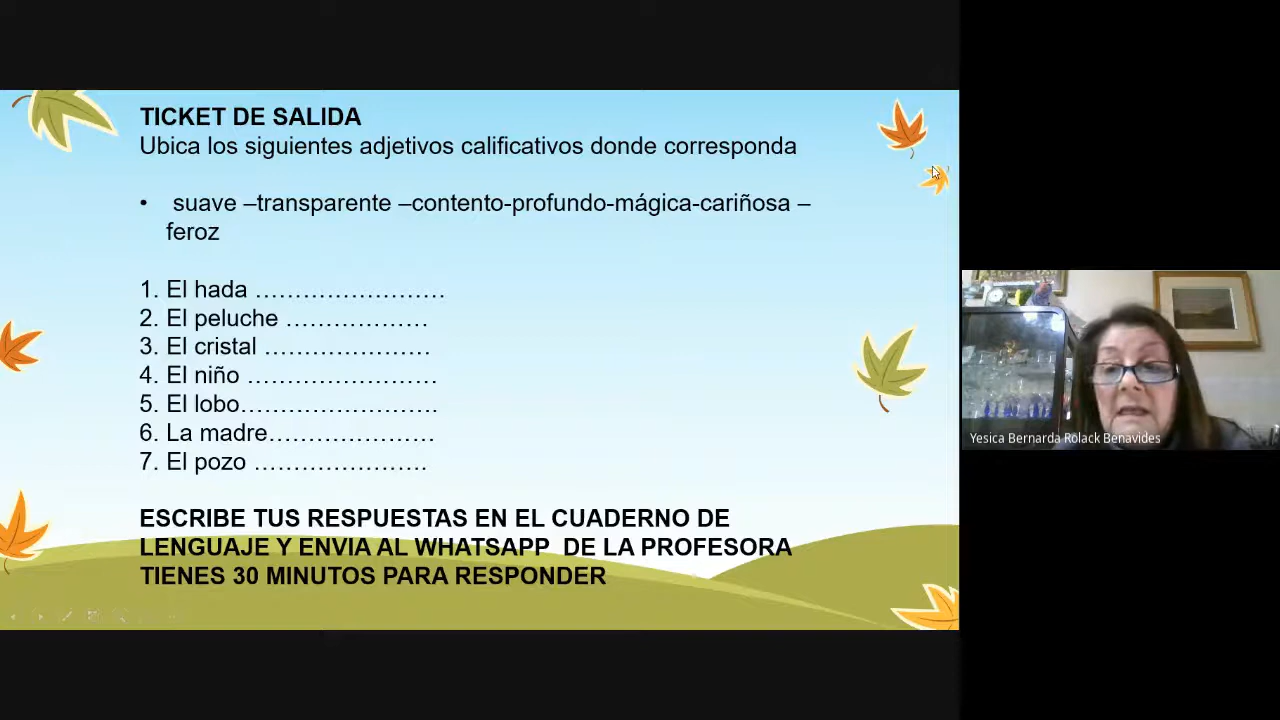 TICKET DE SALIDA
Ubica los siguientes adjetivos calificativos donde corresponda
• suave –transparente –contento-profundo-mágica-cariñosa –
feroz
1. El hada ……………………
2. El peluche ………………
3. El cristal …………………
4. El niño ……………………
5. El lobo…………………….
6. La madre…………………
7. El pozo ………………….
ESCRIBE TUS RESPUESTAS EN EL CUADERNO DE
LENGUAJE Y ENVIA AL WHATSAPP  DE LA PROFESORA
TIENES 30 MINUTOS PARA RESPONDER
Yesica Bernarda Rolack Benavides